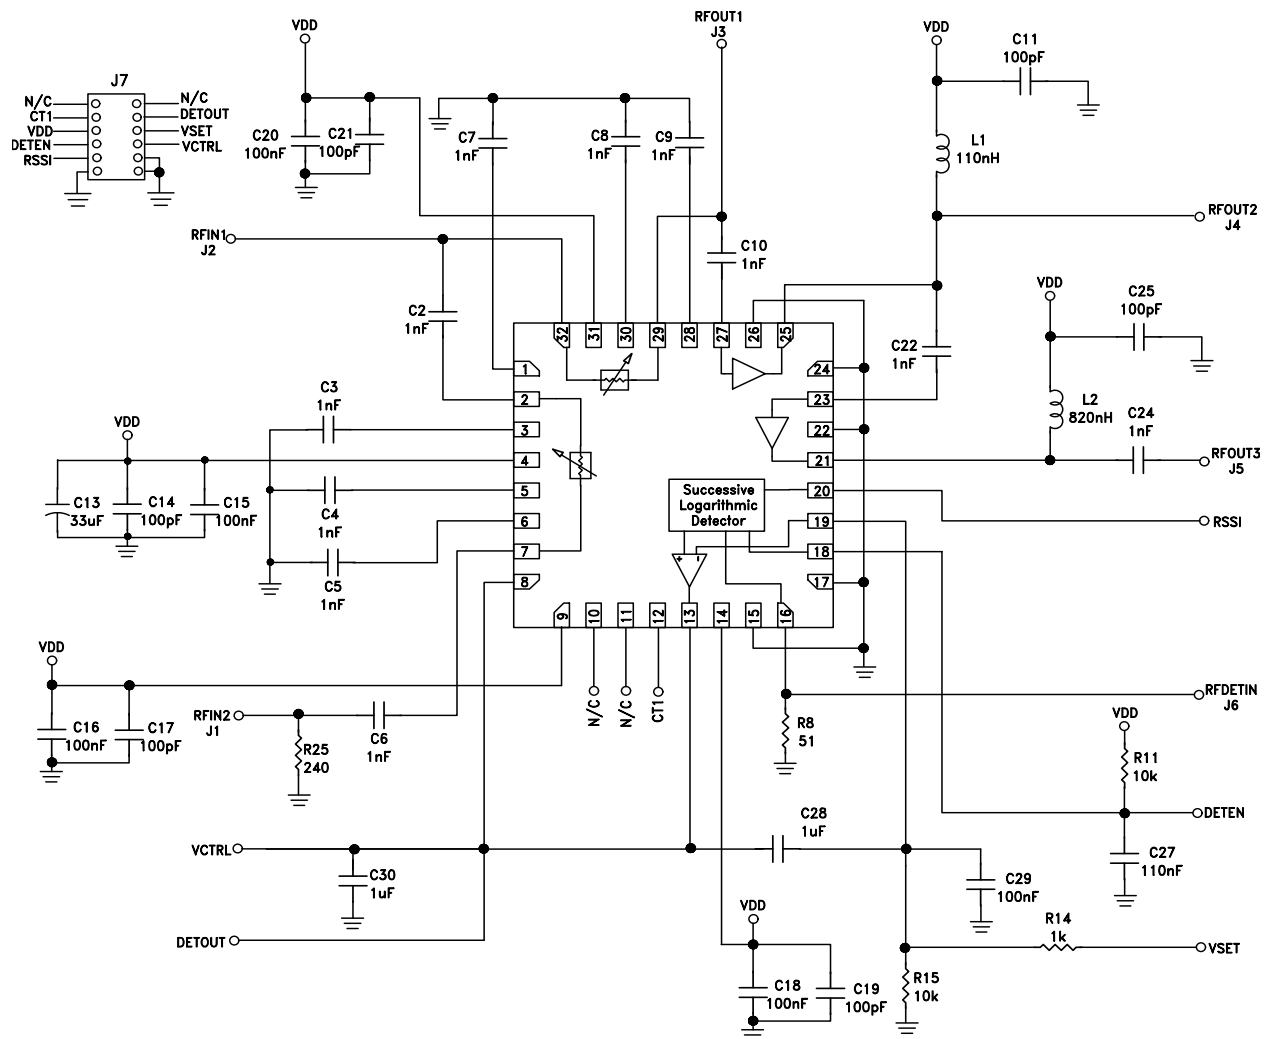 RFOUT1
J3
VDD
VDD
C11
100pF
J7
N/C
CT1
VDD
DETEN
RSSI
N/C
DETOUT
VSET
VCTRL
C20
100nF
C21
100pF
C7
1nF
C8
1nF
C9
1nF
L1
110nH
RFOUT2
J4
RFIN1
J2
C10
1nF
C2
1nF
VDD
C25
100pF
C22
1nF
32
31
30
29
28
27
26
25
1
2
3
4
5
6
7
8
24
23
22
21
20
19
18
17
9
10
11
12
13
14
15
16
C3
1nF
L2
820nH
C24
1nF
RFOUT3
J5
VDD
C13
33uF
C14
100pF
C15
100nF
C4
1nF
C5
1nF
Successive
Logarithmic
Detector
+
-
RSSI
VDD
C16
100nF
C17
100pF
RFIN2
J1
R25
240
C6
1nF
N/C
N/C
CT1
R8
51
RFDETIN
J6
VDD
R11
10k
DETEN
C27
110nF
VCTRL
C30
1uF
C28
1uF
C29
100nF
DETOUT
VDD
C18
100nF
C19
100pF
R14
1k
VSET
R15
10k